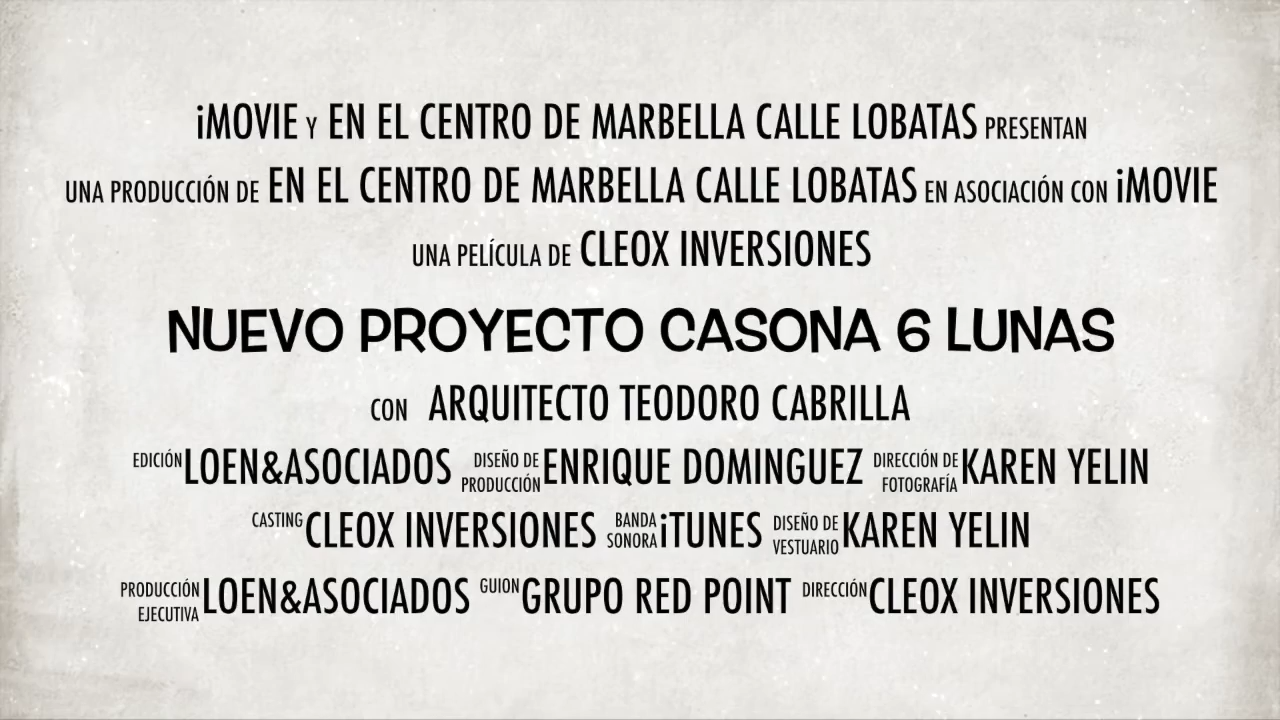 iMOVIE Y EN EL CENTRO DE MARBELLA CALLE LOBATAS PRESENTAN
UNA PRODUCCIÓN DE EN EL CENTRO DE MARBELLA CALLE LOBATAS EN ASOCIACIÓN CON iMOVIE
UNA PELÍCULA DE CLEOX INVERSIONES
NUEVO PROYECTO CASONA 6 LUNAS
CON ARQUITECTO TEODORO CABRILLA
EDICIÓN LOEN&ASOCIADOS DISEÑO DE PRODUCCIÓN ENRIQUE DOMINGUEZ DIRECCIÓN DE FOTOGRAFÍA KAREN YELIN
CASTING CLEOX INVERSIONES BANDA SONORA iTUNES DISEÑO DE VESTUARIO KAREN YELIN
PRODUCCIÓN EJECUTIVA LOEN&ASOCIADOS GUION GRUPO RED POINT DIRECCIÓN CLEOX INVERSIONES